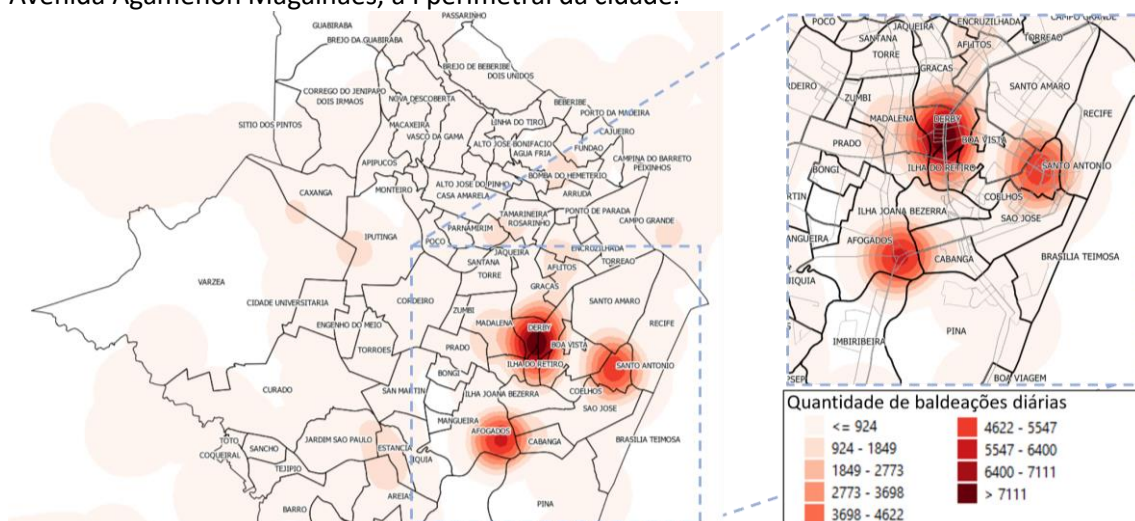 Avenida Agamenon Magalhães, a I perimetral da cidade.
PASSARINHO
GUABIRABA
BREJO DA GUABIRABA
BREJO DE BEBERIBE
DOIS UNIDOS
CORREGO DO JENIPAPO
DOIS IRMAOS
NOVA DESCOBERTA
BEBERIBE
PORTO DA MADEIRA
SITIO DOS PINTOS
MACAXEIRA
LINHA DO TIRO
CAJUEIRO
VASCO DA GAMA
ALTO JOSE BONIFACIO
FUNDAO
AGUA FRIA
APIPUCOS
CAMPINA DO BARRETO
PEIXINHOS
BOMBA DO HEMETERIO
CAXANGA
MONTEIRO
ALTO JOSE DO PINHO
CASA AMARELA
ARRUDA
TAMARINEIRA
PONTO DE PARADA
ROSARINHO
CAMPO GRANDE
PARNAMIRIM
IPUTINGA
POCO
ENCRUZILHADA
JAQUEIRA
SANTANA
TORREAO
AFLITOS
TORRE
VARZEA
GRACAS
CIDADE UNIVERSITARIA
CORDEIRO
SANTO AMARO
ZUMBI
ENGENHO DO MEIO
MADALENA
DERBY
RECIFE
TORROES
PRADO
BOA VISTA
ILHA DO RETIRO
SANTO ANTONIO
BONGI
CURADO
SAN MARTIN
ILHA JOANA BEZERRA
COELHOS
SAO JOSE
MANGUEIRA
AFOGADOS
TOTO
JARDIM SAO PAULO
ESTANCIA
CABANGA
BRASILIA TEIMOSA
COQUEIRAL
SANCHO
TEJIPIO
IQUIA
AREIAS
BARRO
PINA
POCO
JAQUEIRA
ENCRUZILHADA
CAMPO GRANDE
SANTANA
TORREAO
AFLITOS
TORRE
GRACAS
RDEIRO
ZUMBI
SANTO AMARO
RECIFE
MADALENA
DERBY
PRADO
BOA VISTA
BONGI
ILHA DO RETIRO
SANTO ANTONIO
RTIN
COELHOS
ILHA JOANA BEZERRA
SAO JOSE
ANGUEIRA
AFOGADOS
CABANGA
BRASILIA TEIMOSA
QUIA
IMBIRIBEIRA
PINA
PSEP
BOA VIAGEM
Quantidade de baldeações diárias
<= 924
924 - 1849
1849 - 2773
2773 - 3698
3698 - 4622
4622 - 5547
5547 - 6400
6400 - 7111
> 7111